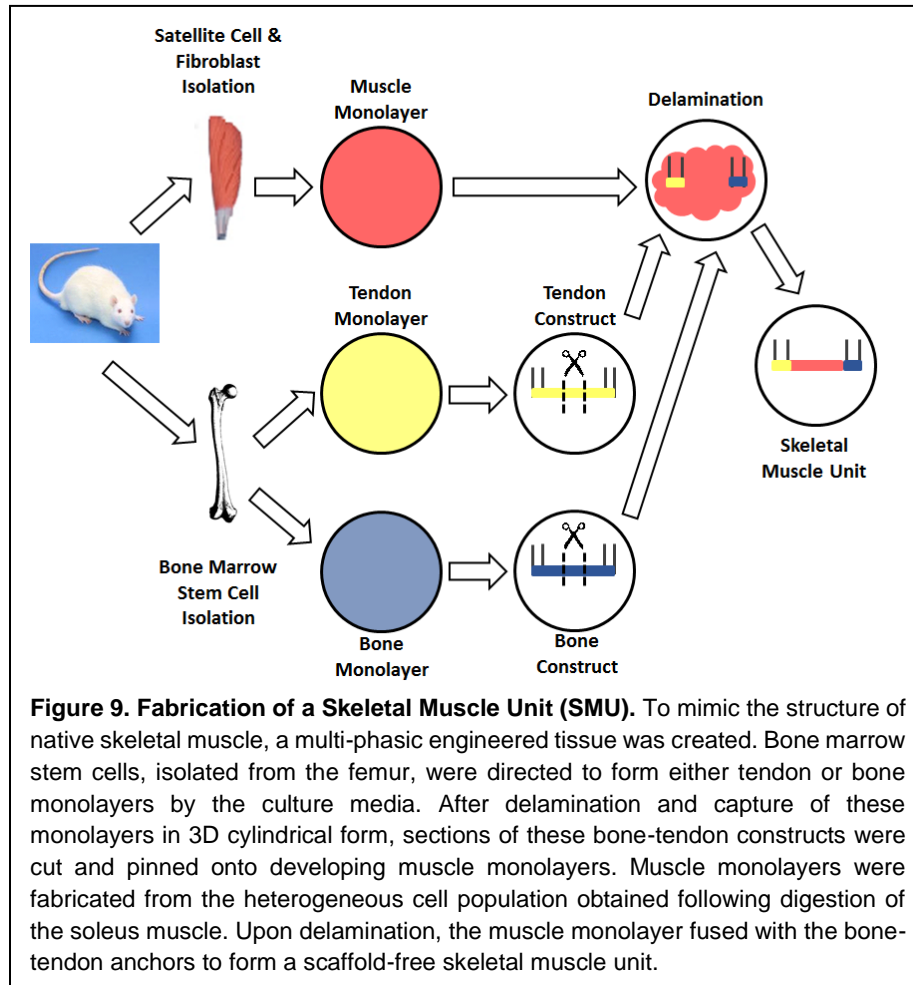 Satellite Cell &
Fibroblast
Isolation
Muscle
Monolayer
Delamination
Tendon
Monolayer
Tendon
Construct
Skeletal
Muscle Unit
Bone Marrow
Stem Cell
Isolation
Bone
Monolayer
Bone
Construct
Figure 9. Fabrication of a Skeletal Muscle Unit (SMU). To mimic the structure of
native skeletal muscle, a multi-phasic engineered tissue was created. Bone marrow
stem cells, isolated from the femur, were directed to form either tendon or bone
monolayers by the culture media. After delamination and capture of these
monolayers in 3D cylindrical form, sections of these bone-tendon constructs were
cut and pinned onto developing muscle monolayers. Muscle monolayers were
fabricated from the heterogeneous cell population obtained following digestion of
the soleus muscle. Upon delamination, the muscle monolayer fused with the bone-
tendon anchors to form a scaffold-free skeletal muscle unit.